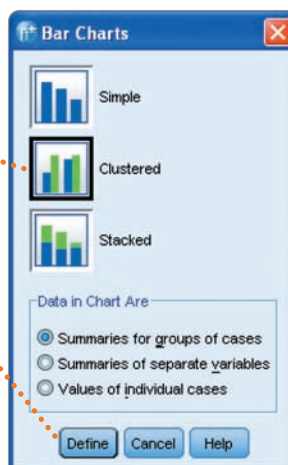 Bar Charts
Simple
Clustered
Stacked
Data in Chart Are
Summaries for groups of cases
Summaries of separate variables
Values of individual cases
Define Cancel Help